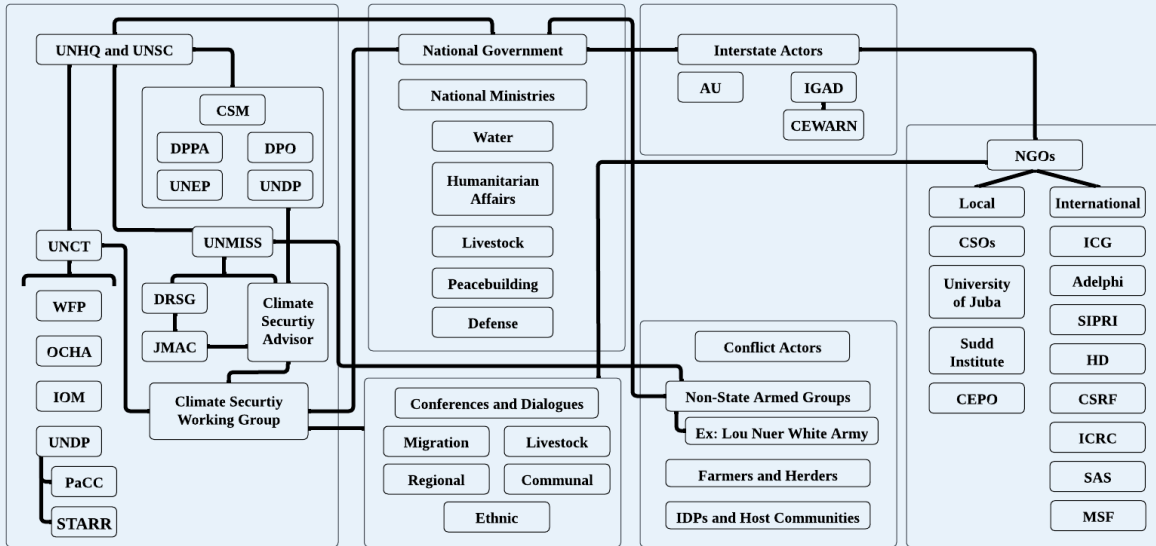 UNHQ and UNSC
CSM
DPPA
DPO
UNEP
UNDP
UNCT
UNMISS
WFP
OCHA
IOM
UNDP
PaCC
STARR
DRSG
JMAC
Climate
Securtiy
Advisor
Climate Securtiy
Working Group
National Government
National Ministries
Water
Humanitarian
Affairs
Livestock
Peacebuilding
Defense
Conferences and Dialogues
Migration
Livestock
Regional
Communal
Ethnic
Interstate Actors
AU
IGAD
CEWARN
Conflict Actors
Non-State Armed Groups
Ex: Lou Nuer White Army
Farmers and Herders
IDPs and Host Communities
NGOs
Local
CSOs
University
of Juba
Sudd
Institute
CEPO
International
ICG
Adelphi
SIPRI
HD
CSRF
ICRC
SAS
MSF